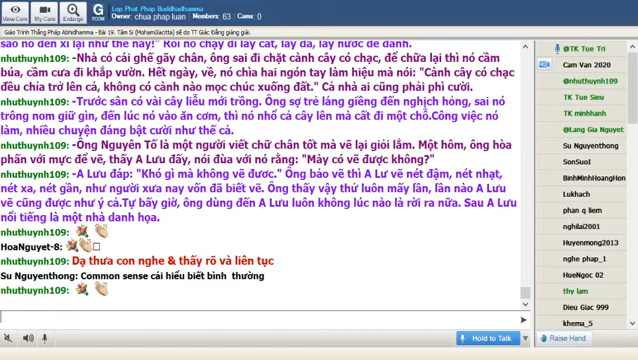 Lep Phat Phap Buddhadhamma
Owner: chua phap luan Members: 63 Cams: 0
View Cam
My Cam
Enlarge
G
ROOM
Giáo Trình Thắng Pháp Abhidhamma - Bài 19. Tâm Si (MohamGlacitta) sẽ do TT Giác Đẳng giảng giải.
sao nó đến xỉ lại như thế này!" Rồi nó chạy đi lấy cát, lấy đá, lấy nước để đánh.
nhuthuynh109: -Nhà có cái ghế gãy chân, ông sai đi chặt cành cây có chạc, để chữa lại thì nó cầm
búa, cầm cưa đi khắp vườn. Hết ngày, về, nó chìa hai ngón tay làm hiệu mà nói: "Cành cây có chạc
đều chĩa trở lên cả, không có cành nào mọc chúc xuống đất." Cả nhà ai cũng phải phì cười.
nhuthuynh109: -Trước sân có vài cây liễu mới trồng. Ông sợ trẻ láng giềng đến nghịch hỏng, sai nó
trông nom giữ gìn, đến lúc nó vào ăn cơm, thì nó nhổ cả cây lên mà cất đi một chỗ.Công việc nó
làm, nhiều chuyện đáng bật cười như thế cả.
nhuthuynh109: -Ông Nguyên Tố là một người viết chữ chân tốt mà vẽ lại giỏi lắm. Một hôm, ông hòa
phấn với mực để vẽ, thấy A Lưu đấy, nói đùa với nó rằng: "Mày có vẽ được không?"
nhuthuynh109: -A Lưu đáp: "Khó gì mà không vẽ được." Ông bảo vẽ thì A Lư vẽ nét đậm, nét nhạt,
nét xa, nét gần, như người xưa nay vốn đã biết vẽ. Ông thấy vậy thử luôn mấy lần, lần nào A Lưu
vẽ cũng được như ý cả.Tự bấy giờ, ông dùng đến A Lưu luôn không lúc nào là rời ra nữa. Sau A Lưu
nổi tiếng là một nhà danh họa.
nhuthuynh109:
HoaNguyet-8:
nhuthuynh109: Dạ thưa con nghe & thấy rõ và liên tục
Su Nguyenthong: Common sense cái hiểu biết bình thường
nhuthuynh109:
Hold to Talk
@TK Tue Tri
Cam Van 2020
@nhuthuynh109
TK Tue Sieu
TK minhhanh
@Lang Gia Nguyet
Su Nguyenthong
SonSuoI
BinhMinhHoangHon
Lukhach
phan q liem
nghilai2001
Huyenmong2013
nghe phap_1
HueNgoc 02
thy lam
Dieu Giac 999
khema_5
Raise Hand